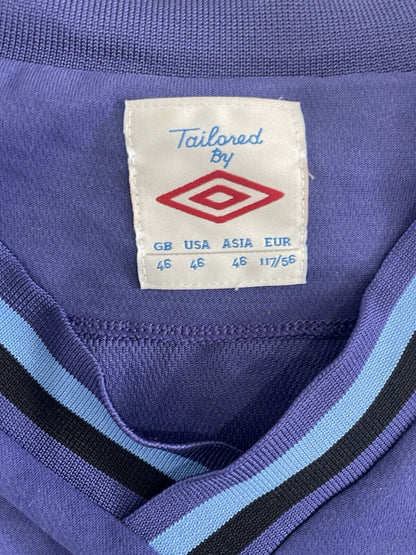 Tailored
By
GB USA ASIA EUR
46 46 46 117/56